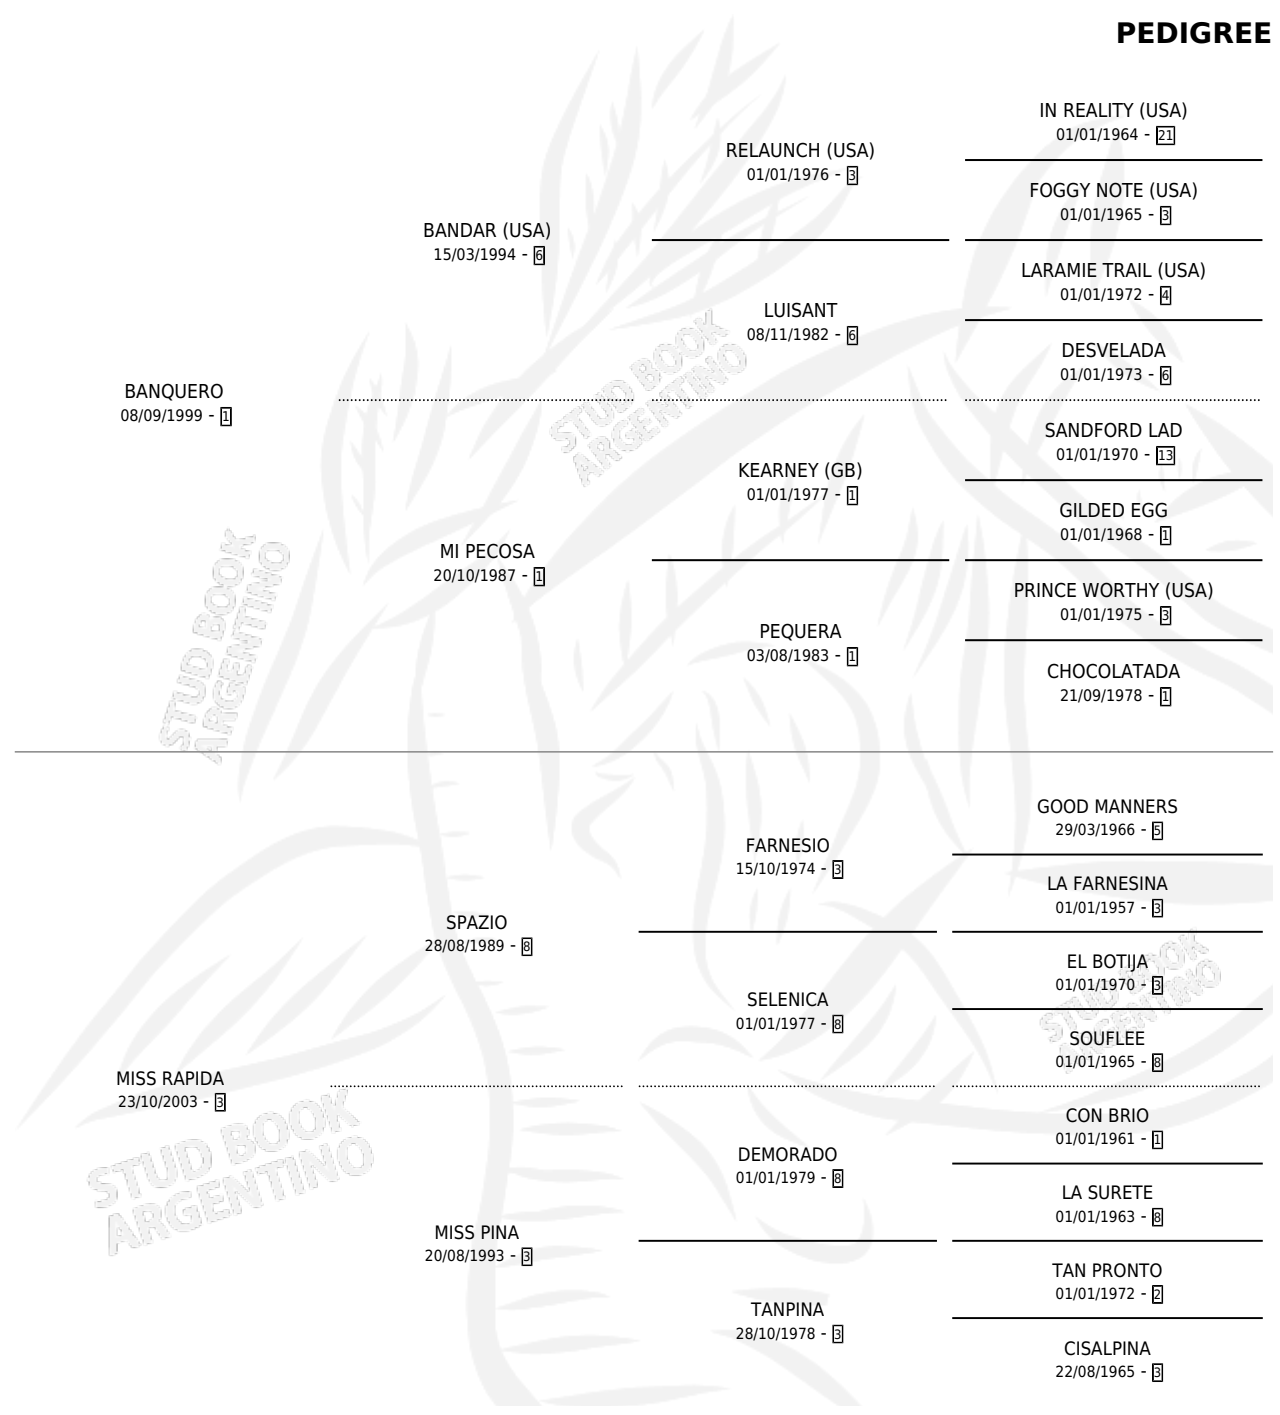 PEDIGREE
IN REALITY (USA)
01/01/1964 - 21
RELAUNCH (USA)
01/01/1976 - 3
FOGGY NOTE (USA)
01/01/1965 - 3
BANDAR (USA)
15/03/1994 - 6
LARAMIE TRAIL (USA)
01/01/1972 - 4
LUISANT
08/11/1982 - 6
DESVELADA
01/01/1973 - 6
BANQUERO
08/09/1999 - 1
SANDFORD LAD
01/01/1970 - 13
KEARNEY (GB)
01/01/1977 - 1
GILDED EGG
01/01/1968 - 1
MI PECOSA
20/10/1987 - 1
PRINCE WORTHY (USA)
01/01/1975 - 3
PEQUERA
03/08/1983 - 1
CHOCOLATADA
21/09/1978 - 1
STUD BOOK
ARGENTINO
STUD BOOK
ARGENTINO
GOOD MANNERS
29/03/1966 - 5
FARNESIO
15/10/1974 - 3
LA FARNESINA
01/01/1957 - 3
SPAZIO
28/08/1989 - 8
EL BOTIJA
01/01/1970 - 3
SELENICA
01/01/1977 - 8
SOUFLEE
01/01/1965 - 8
MISS RAPIDA
23/10/2003 - 3
CON BRIO
01/01/1961 - 1
DEMORADO
01/01/1979 - 8
LA SURETE
01/01/1963 - 8
MISS PINA
20/08/1993 - 3
TAN PRONTO
01/01/1972 - 2
TANPINA
28/10/1978 - 3
CISALPINA
22/08/1965 - 3
STUD BOOK
ARGENTINO
STUD BOOK
ARGENTINO